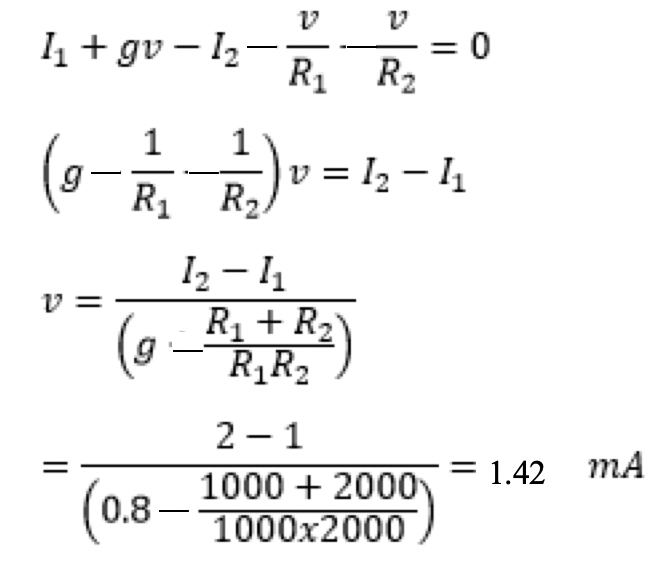 I₁ + gv − I₂ − v/R₁ − v/R₂ = 0
(g − 1/R₁ − 1/R₂) v = I₂ − I₁
v = (I₂ − I₁)/(g − (R₁ + R₂)/(R₁R₂))
= (2 − 1)/(0.8 − (1000 + 2000)/(1000x2000)) = 1.42 mA